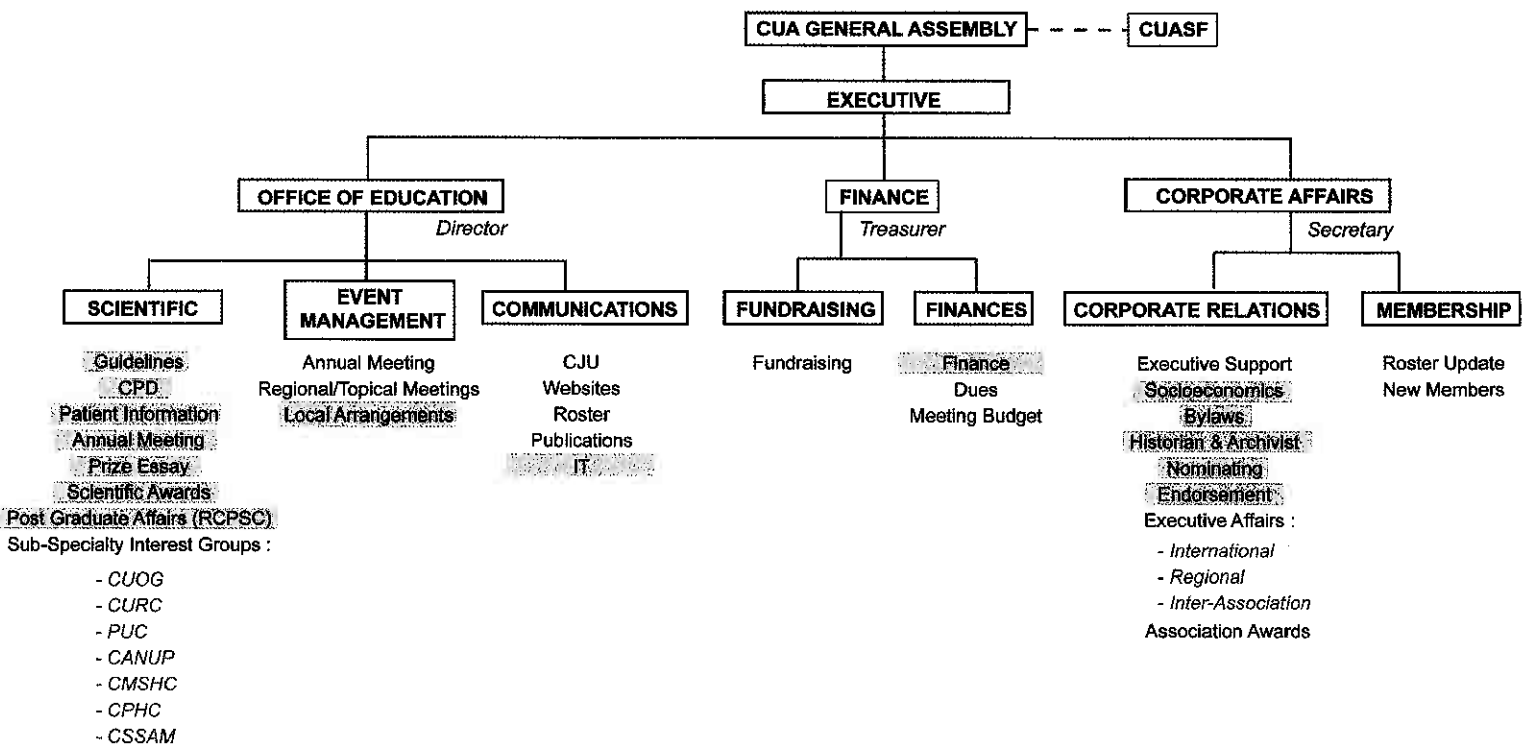 CUA GENERAL ASSEMBLY
CUASF
EXECUTIVE
OFFICE OF EDUCATION
Director
FINANCE
Treasurer
CORPORATE AFFAIRS
Secretary
SCIENTIFIC
Guidelines
CPD
Patient Information
Annual Meeting
Prize Essay
Scientific Awards
Post Graduate Affairs (RCPSC)
Sub-Specialty Interest Groups :
- CUOG
- CURC
- PUC
- CANUP
- CMSHC
- CPHC
- CSSAM
EVENT
MANAGEMENT
Annual Meeting
Regional/Topical Meetings
Local Arrangements
COMMUNICATIONS
CJU
Websites
Roster
Publications
IT
FUNDRAISING
Fundraising
FINANCES
Finance
Dues
Meeting Budget
CORPORATE RELATIONS
Executive Support
Socioeconomics
Bylaws
Historian & Archivist
Nominating
Endorsement
Executive Affairs :
- International
- Regional
- Inter-Association
Association Awards
MEMBERSHIP
Roster Update
New Members